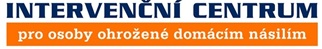 INTERVENČNÍ CENTRUM
pro osoby ohrožené domácím násilím